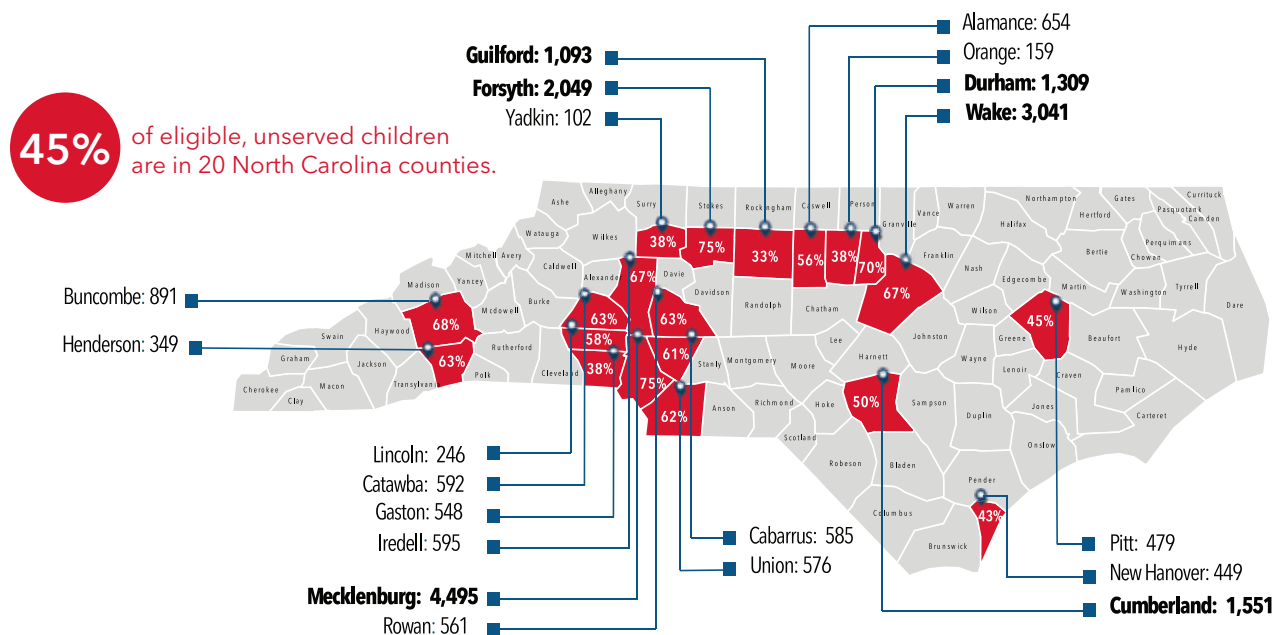 Guilford: 1,093
Forsyth: 2,049
Yadkin: 102
Alamance: 654
Orange: 159
Durham: 1,309
Wake: 3,041
45%
of eligible, unserved children
are in 20 North Carolina counties.
Buncombe: 891
Henderson: 349
Alleghany
Ashe
Surry
Stokes
Rockingham
Caswell
Person
Granville
Vance
Warren
Northampton
Gates
Currituck
Pasquotank
Camden
Hertford
Halifax
Watauga
Wilkes
38%
75%
33%
56%
38%
70%
Franklin
Bertie
Perquimans
Chowan
Mitchell
Avery
Caldwell
Alexander
67%
Davie
Davidson
Randolph
Chatham
67%
Nash
Edgecombe
Martin
Washington
Tyrrell
Dare
Madison
Yancey
Mcdowell
Burke
63%
63%
Wilson
45%
Beaufort
Hyde
68%
58%
Johnston
Greene
Swain
Haywood
Rutherford
61%
Stanly
Montgomery
Moore
Lee
Harnett
Wayne
Lenoir
Craven
Graham
Jackson
63%
Polk
Cleveland
38%
75%
Cherokee
Macon
Clay
Transylvania
62%
Anson
Richmond
Hoke
50%
Sampson
Duplin
Jones
Pamlico
Carteret
Scotland
Robeson
Bladen
Onslow
Pender
43%
Columbus
Brunswick
Lincoln: 246
Catawba: 592
Gaston: 548
Iredell: 595
Mecklenburg: 4,495
Rowan: 561
Cabarrus: 585
Union: 576
Pitt: 479
New Hanover: 449
Cumberland: 1,551